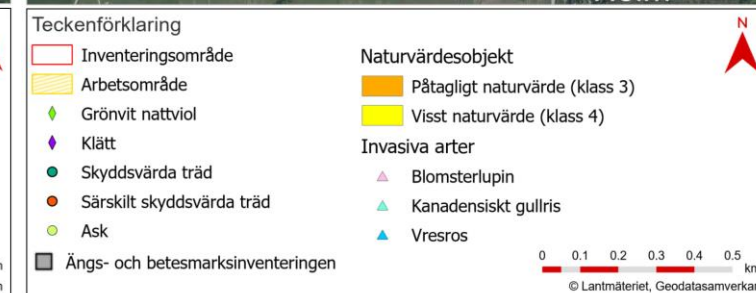 Teckenförklaring
Inventeringsområde
Arbetsområde
Grönvit nattviol
Klätt
Skyddsvärda träd
Särskilt skyddsvärda träd
Ask
Ängs- och betesmarksinventeringen
Naturvärdesobjekt
Påtagligt naturvärde (klass 3)
Visst naturvärde (klass 4)
Invasiva arter
Blomsterlupin
Kanadensiskt gullris
Vresros
N
0 0.1 0.2 0.3 0.4 0.5
km
© Lantmäteriet, Geodatasamverkan